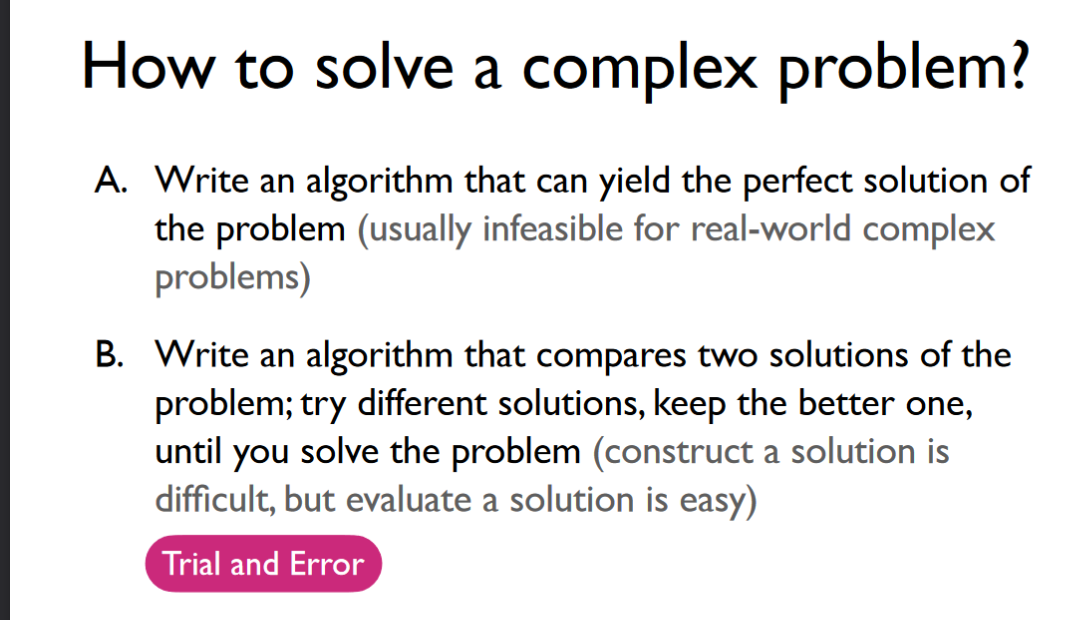 How to solve a complex problem?
A. Write an algorithm that can yield the perfect solution of
the problem (usually infeasible for real-world complex
problems)
B. Write an algorithm that compares two solutions of the
problem; try different solutions, keep the better one,
until you solve the problem (construct a solution is
difficult, but evaluate a solution is easy)
Trial and Error